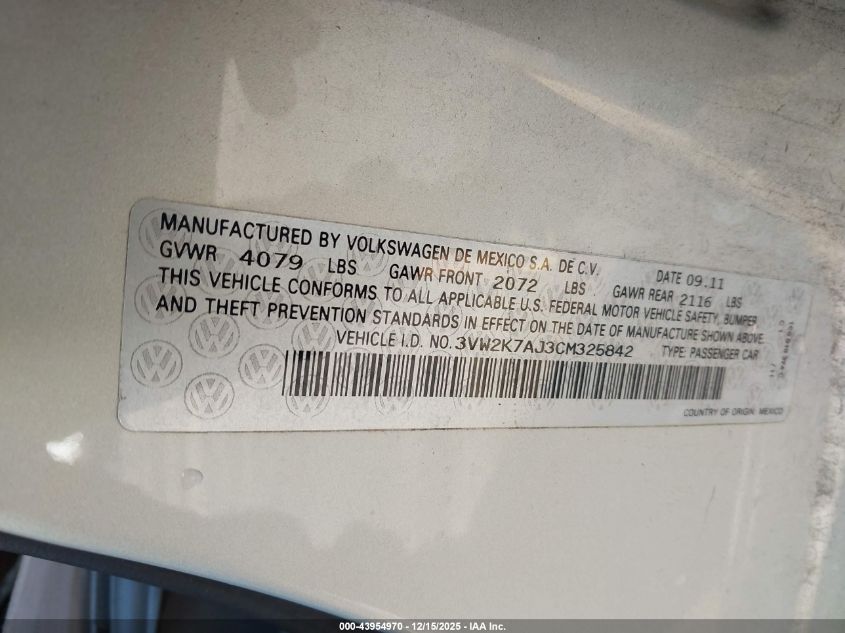 MANUFACTURED BY VOLKSWAGEN DE MEXICO S.A. DE C.V. DATE 09.11
GVWR 4079 LBS GAWR FRONT 2072 LBS GAWR REAR 2116 LBS
THIS VEHICLE CONFORMS TO ALL APPLICABLE U.S. FEDERAL MOTOR VEHICLE SAFETY, BUMPER
AND THEFT PREVENTION STANDARDS IN EFFECT ON THE DATE OF MANUFACTURE SHOWN ABOVE.
VEHICLE I.D. NO. 3VW2K7AJ3CM325842 TYPE: PASSENGER CAR
COUNTRY OF ORIGIN: MEXICO
000-43954970 - 12/15/2025 - IAA Inc.